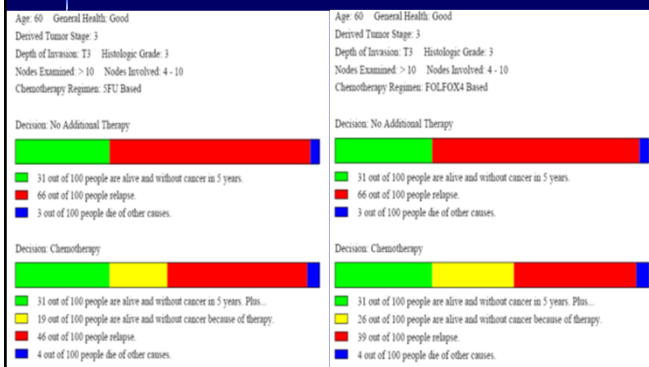 Age: 60 General Health: Good
Derived Tumor Stage: 3
Depth of Invasion: T3 Histologic Grade: 3
Nodes Examined: > 10 Nodes Involved: 4 - 10
Chemotherapy Regimen: 5FU Based
Decision: No Additional Therapy
31 out of 100 people are alive and without cancer in 5 years.
66 out of 100 people relapse.
3 out of 100 people die of other causes.
Decision: Chemotherapy
31 out of 100 people are alive and without cancer in 5 years. Plus...
19 out of 100 people are alive and without cancer because of therapy.
46 out of 100 people relapse.
4 out of 100 people die of other causes.
Age: 60 General Health: Good
Derived Tumor Stage: 3
Depth of Invasion: T3 Histologic Grade: 3
Nodes Examined: > 10 Nodes Involved: 4 - 10
Chemotherapy Regimen: FOLFOX4 Based
Decision: No Additional Therapy
31 out of 100 people are alive and without cancer in 5 years.
66 out of 100 people relapse.
3 out of 100 people die of other causes.
Decision: Chemotherapy
31 out of 100 people are alive and without cancer in 5 years. Plus...
26 out of 100 people are alive and without cancer because of therapy.
39 out of 100 people relapse.
4 out of 100 people die of other causes.